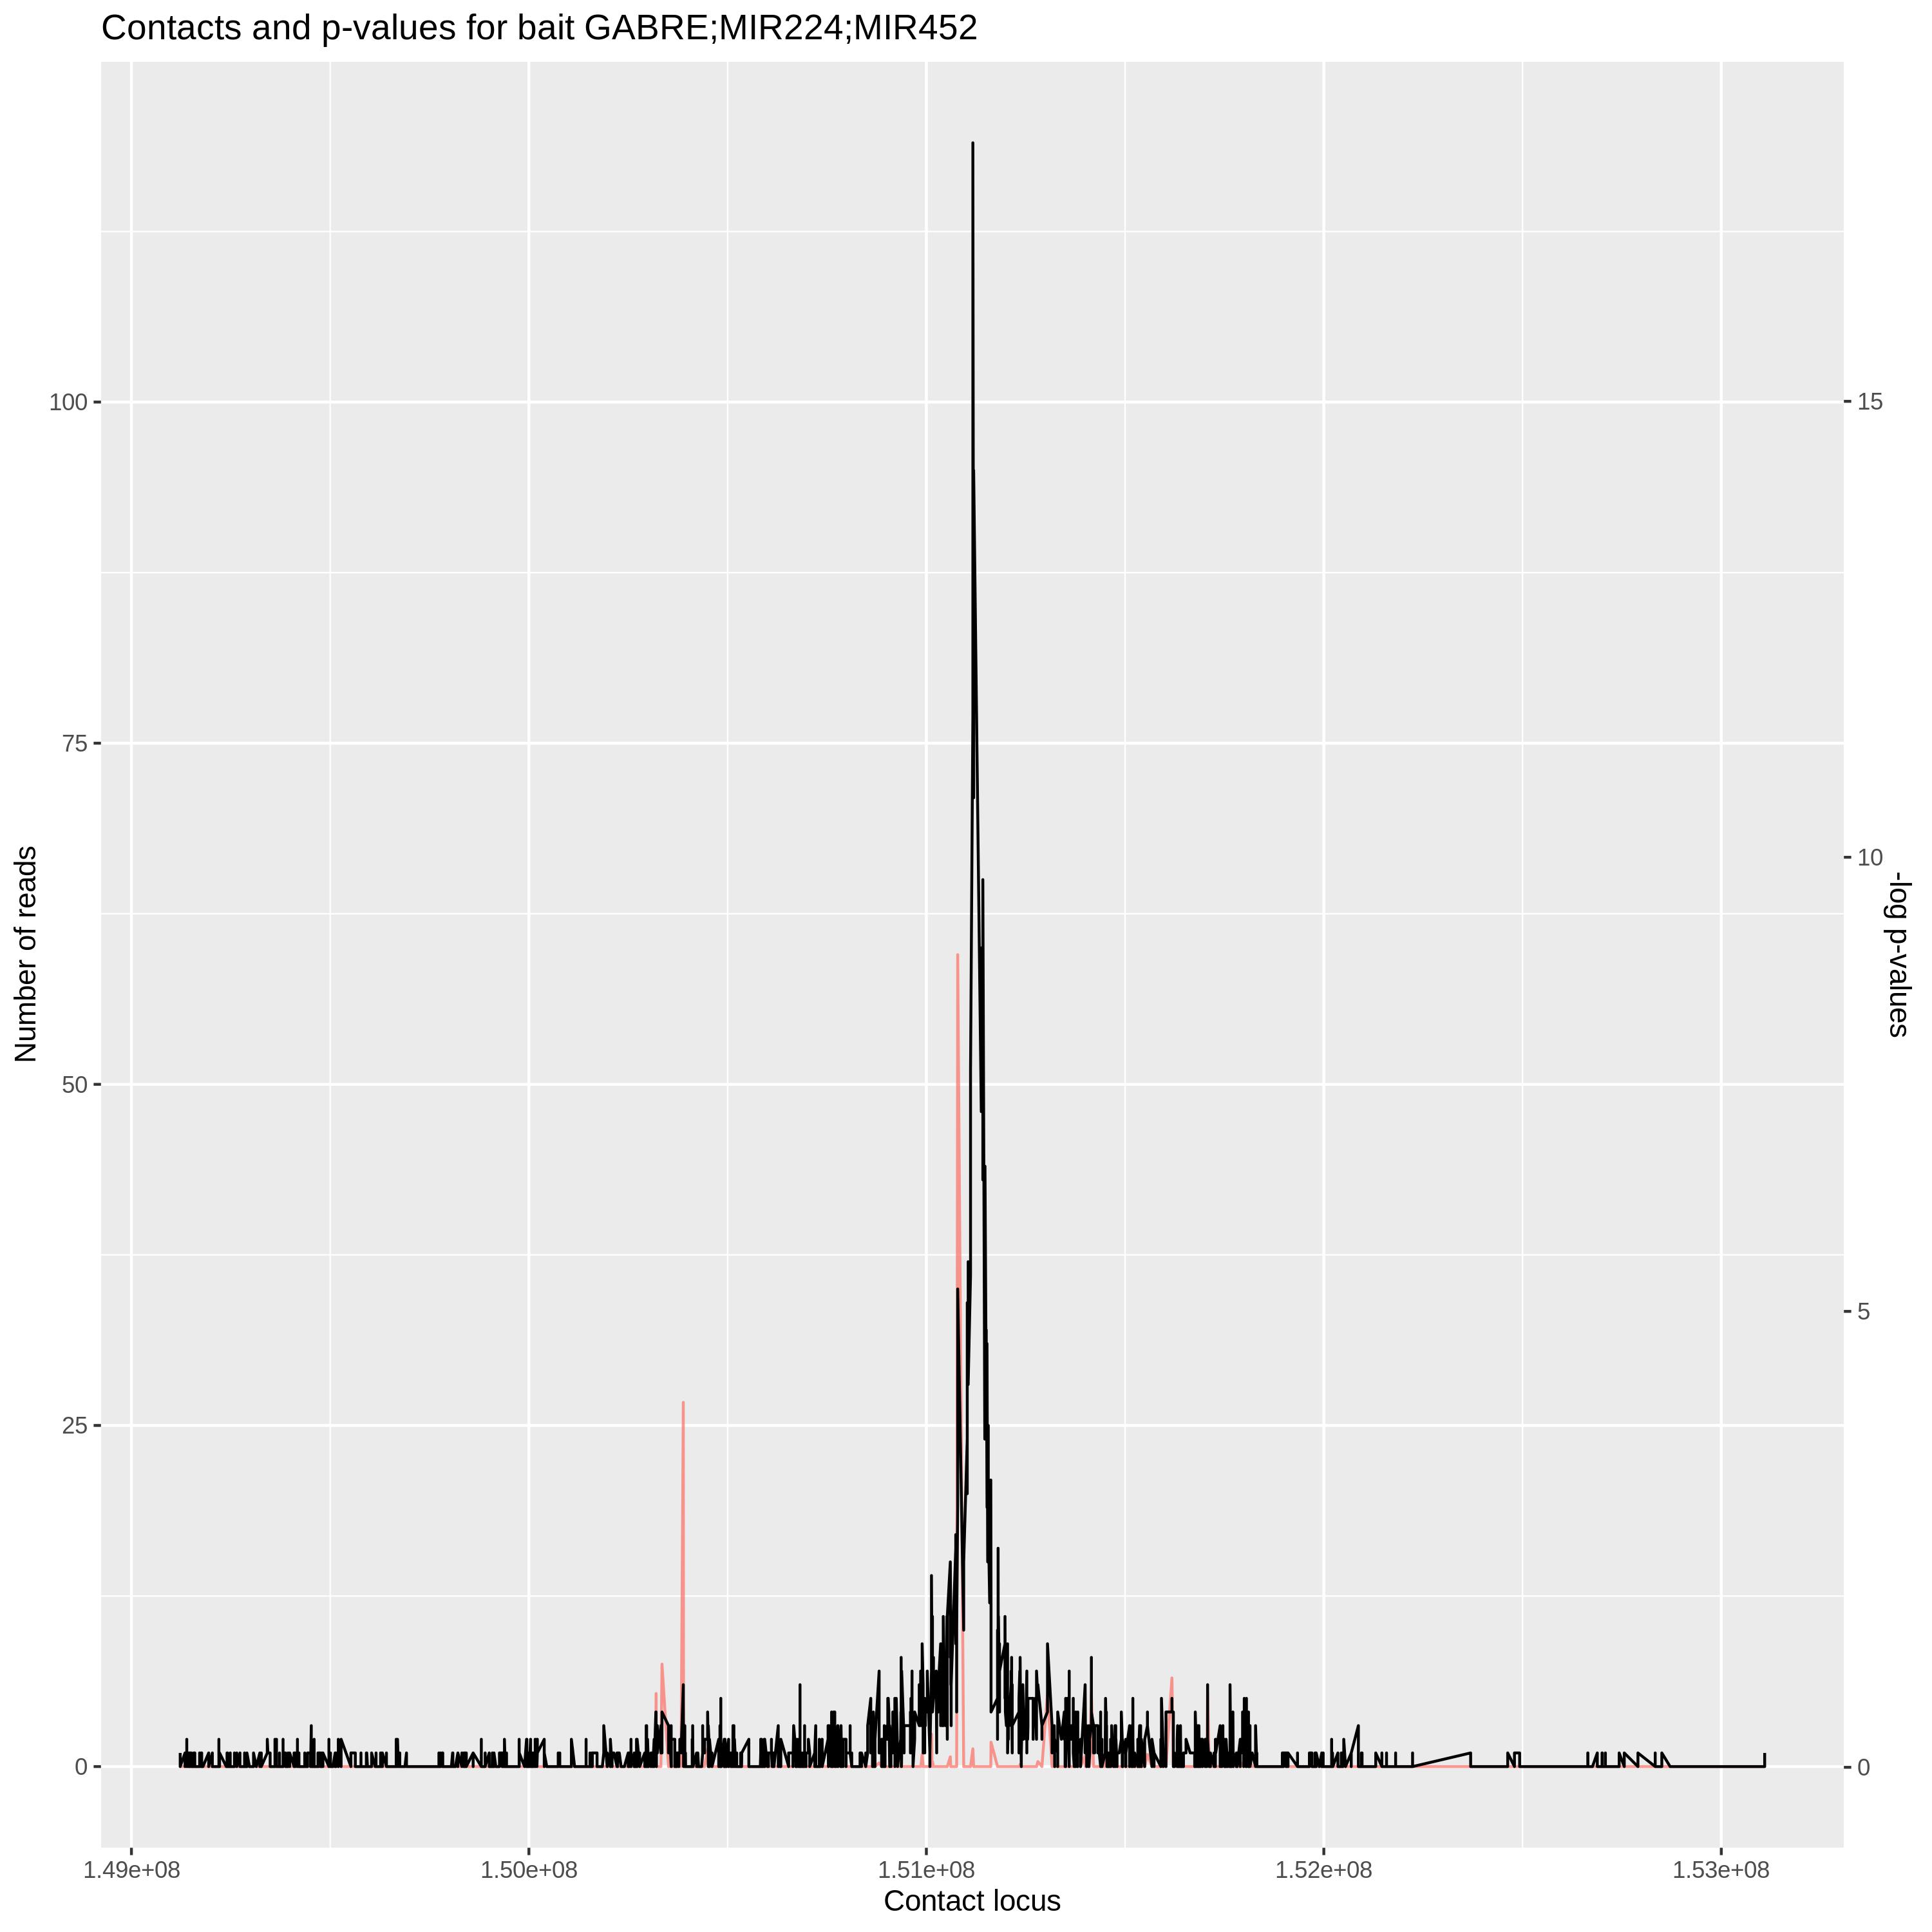 Contacts and p-values for bait GABRE;MIR224;MIR452
Number of reads
100
75
50
25
0
15
10
5
0
-log p-values
1.49e+08 1.50e+08 1.51e+08 1.52e+08 1.53e+08
Contact locus